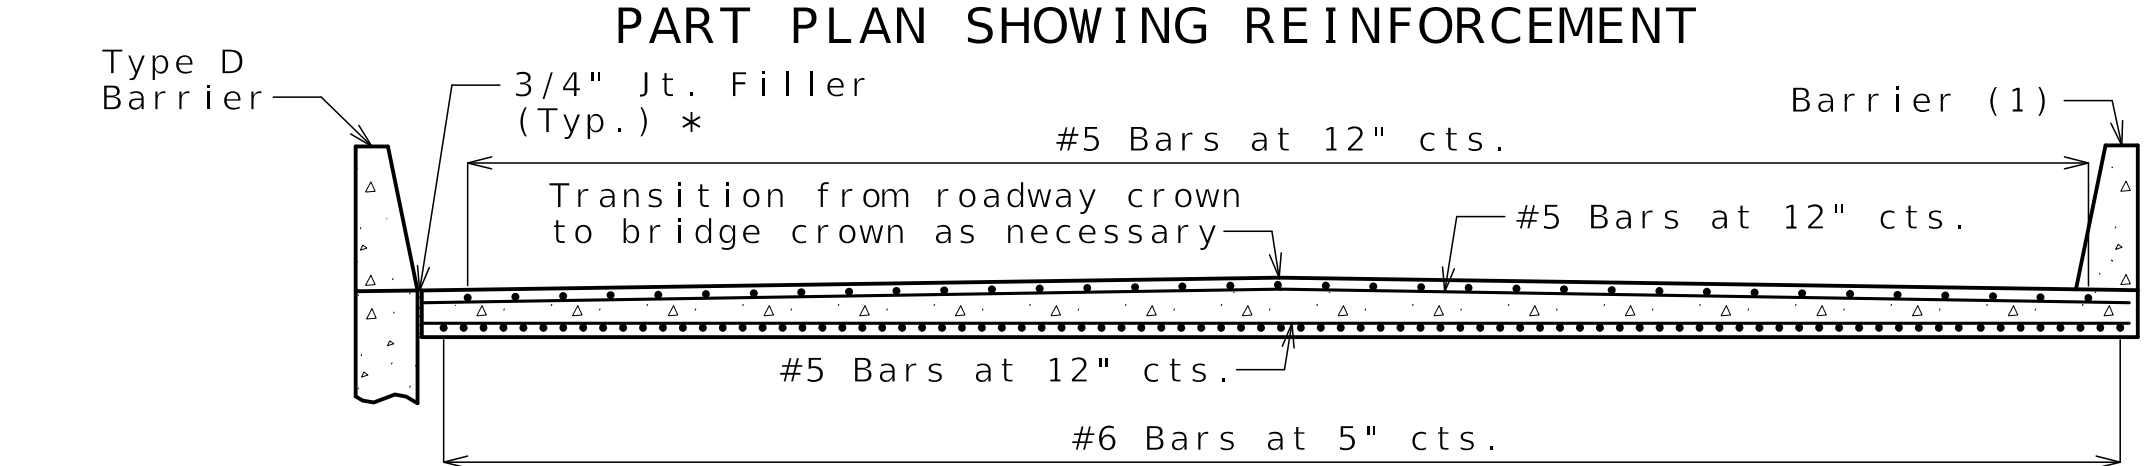 PART PLAN SHOWING REINFORCEMENT
Type D
Barrier
3/4" Jt. Filler
(Typ.) *
Barrier (1)
#5 Bars at 12" cts.
Transition from roadway crown
to bridge crown as necessary
#5 Bars at 12" cts.
#5 Bars at 12" cts.
#6 Bars at 5" cts.